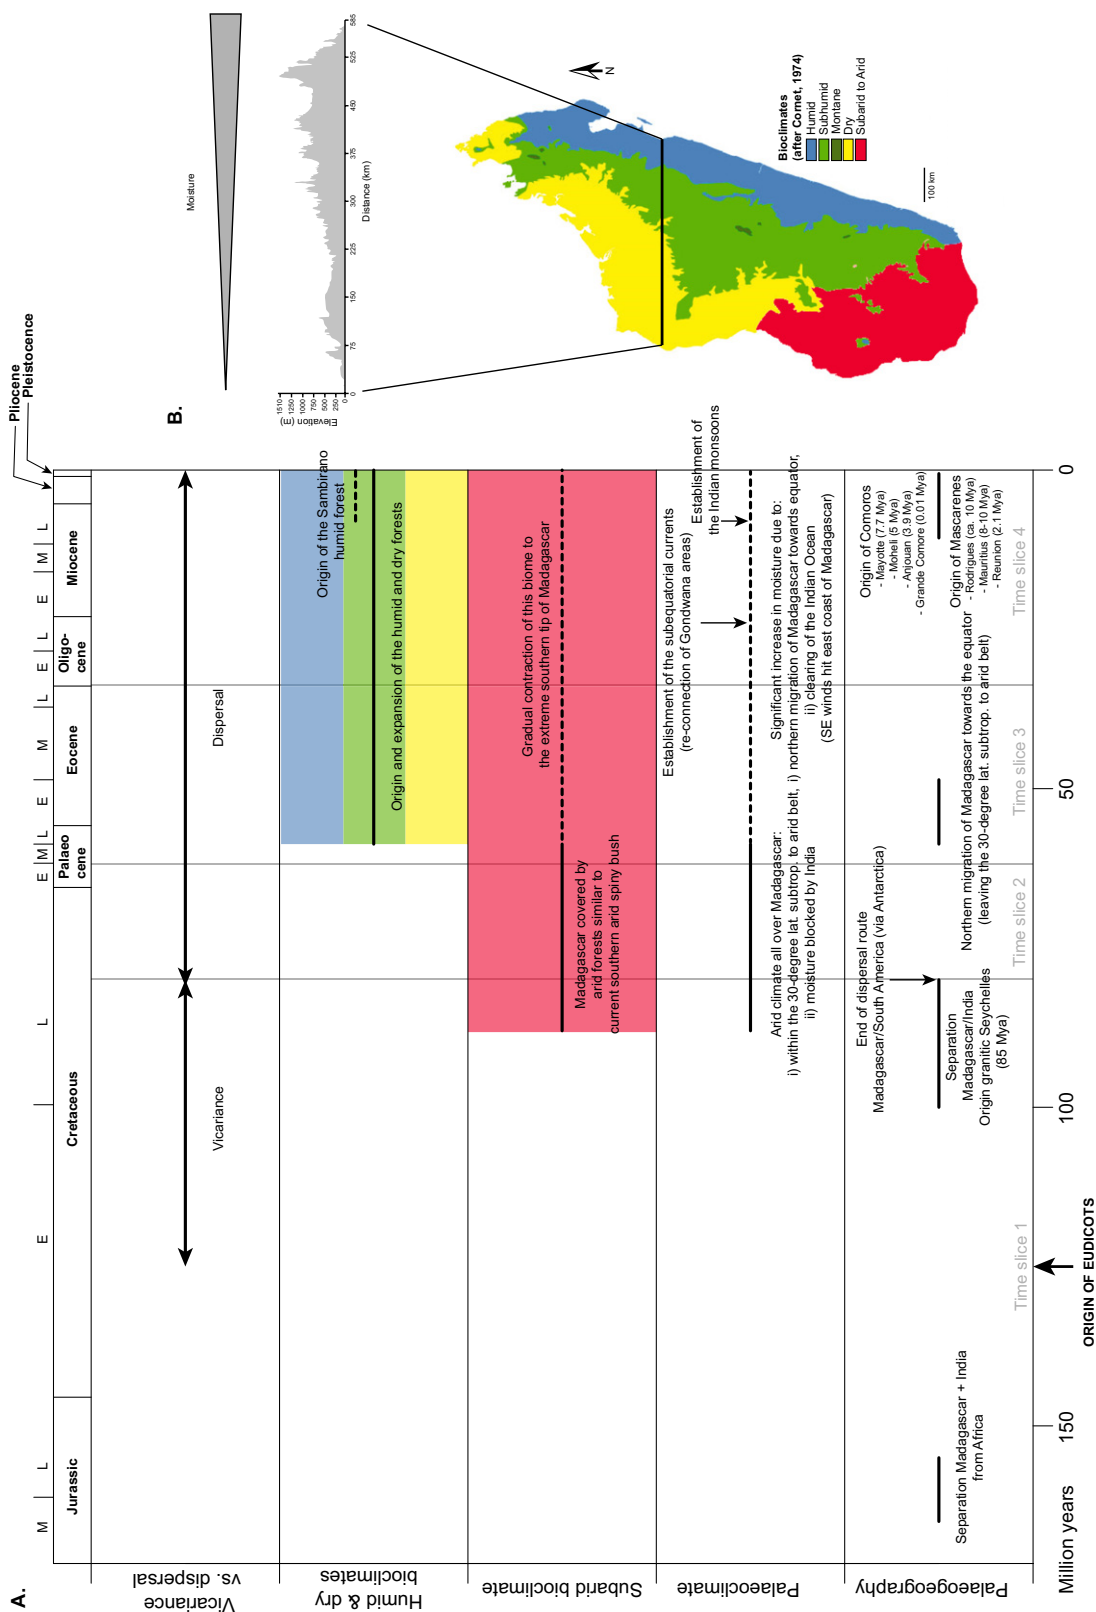 A.
M
L
E
L
E
M
L
E
M
L
E
L
E
M
L
Pliocene
Pleistocence
Jurassic
Cretaceous
Palaeo
cene
Eocene
Oligo-
cene
Miocene
Vicariance
vs. dispersal
Vicariance
Dispersal
Humid & dry
bioclimates
Origin of the Sambirano
humid forest
Origin and expansion of the humid and dry forests
Subarid bioclimate
Madagascar covered by
arid forests similar to
current southern arid spiny bush
Gradual contraction of this biome to
the extreme southern tip of Madagascar
Palaeclimate
Establishment of the subequatorial currents
(re-connection of Gondwana areas)
Establishment of
the Indian monsoons
Arid climate all over Madagascar:
i) within the 30-degree lat. subtrop. to arid belt,
ii) moisture blocked by India
Significant increase in moisture due to:
i) northern migration of Madagascar towards equator,
ii) clearing of the Indian Ocean
(SE winds hit east coast of Madagascar)
Palaegeography
Separation Madagascar + India
from Africa
End of dispersal route
Madagascar/South America (via Antarctica)
Separation
Madagascar/India
Origin granitic Seychelles
(85 Mya)
Northern migration of Madagascar towards the equator
(leaving the 30-degree lat. subtrop. to arid belt)
Origin of Comoros
- Mayotte (7.7 Mya)
- Moheli (5 Mya)
- Anjouan (3.9 Mya)
- Grande Comore (0.01 Mya)
Origin of Mascarenes
- Rodrigues (ca. 10 Mya)
- Mauritius (8-10 Mya)
- Reunion (2.1 Mya)
Time slice 1
Time slice 2
Time slice 3
Time slice 4
Million years
150
100
50
0
ORIGIN OF EUDICOTS
B.
Moisture
Elevation (m)
1510
1250
1000
750
500
250
0
0
75
150
225
300
375
450
525
585
Distance (km)
N
Bioclimates
(after Cornet, 1974)
Humid
Subhumid
Montane
Dry
Subarid to Arid
100 km